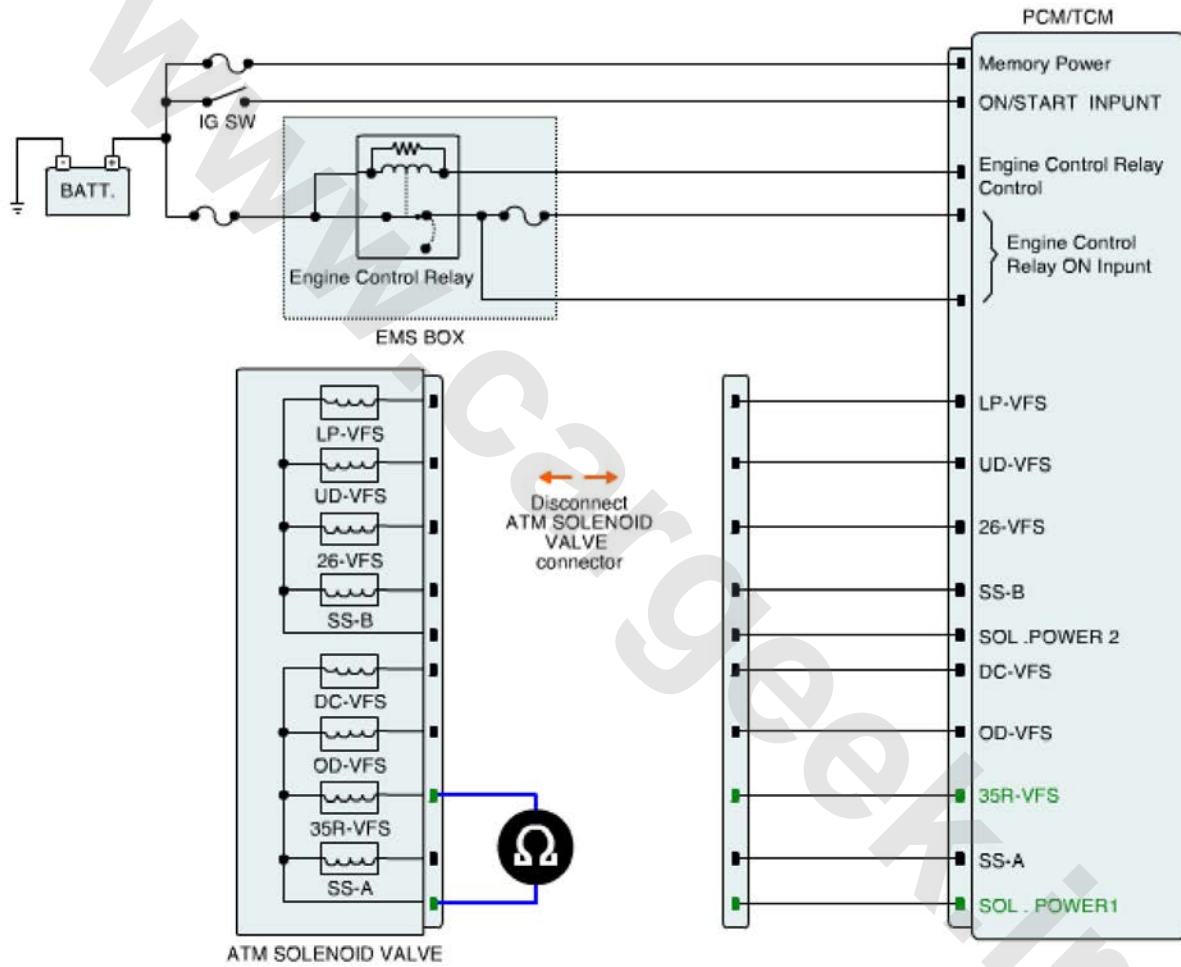 PCM/TCM
Memory Power
ON/START INPUNT
IG SW
BATT.
-
+
Engine Control Relay
Control
Engine Control
Relay ON Inpunt
Engine Control Relay
EMS BOX
LP-VFS
UD-VFS
26-VFS
SS-B
DC-VFS
OD-VFS
35R-VFS
SS-A
ATM SOLENOID VALVE
Disconnect
ATM SOLENOID
VALVE
connector
Ω
LP-VFS
UD-VFS
26-VFS
SS-B
SOL .POWER 2
DC-VFS
OD-VFS
35R-VFS
SS-A
SOL . POWER1
www.cargeek.ir